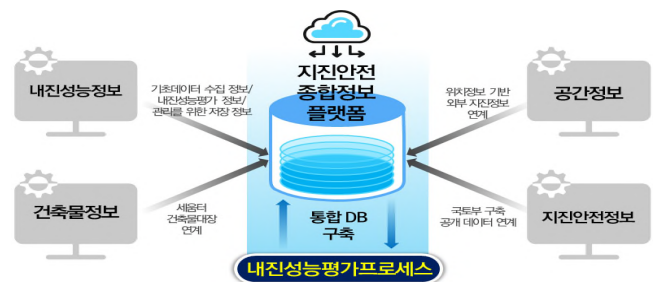 지진안전
종합정보
플랫폼
내진성능정보
기초데이터 수집 정보/
내진성능평가 정보/
관리를 위한 저장 정보
위치정보 기반
외부 지진정보
연계
공간정보
건축물정보
세움터
건축물대장
연계
통합 DB
구축
국토부 구축
공개 데이터 연계
지진안전정보
내진성능평가프로세스